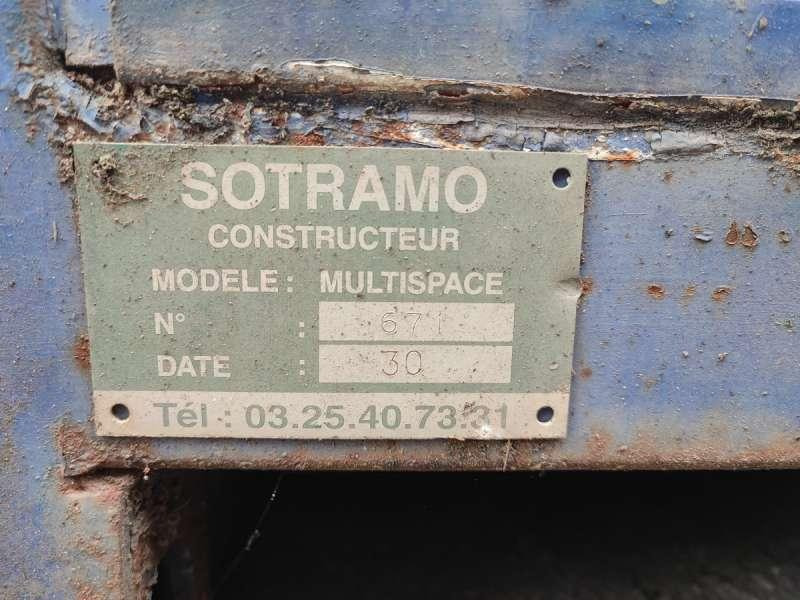 SOTRAMO
CONSTRUCTEUR
MODELE : MULTISPACE
N° : 671
DATE : 30
Tél : 03.25.40.73.31